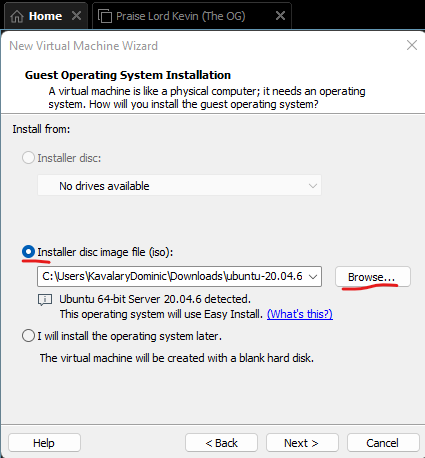 Home
Praise Lord Kevin (The OG)
New Virtual Machine Wizard
Guest Operating System Installation
A virtual machine is like a physical computer; it needs an operating
system. How will you install the guest operating system?
Install from:
Installer disc:
No drives available
Installer disc image file (iso):
C:\Users\KavalaryDominic\Downloads\ubuntu-20.04.6
Browse...
Ubuntu 64-bit Server 20.04.6 detected.
This operating system will use Easy Install. (What's this?)
I will install the operating system later.
The virtual machine will be created with a blank hard disk.
Help
< Back
Next >
Cancel